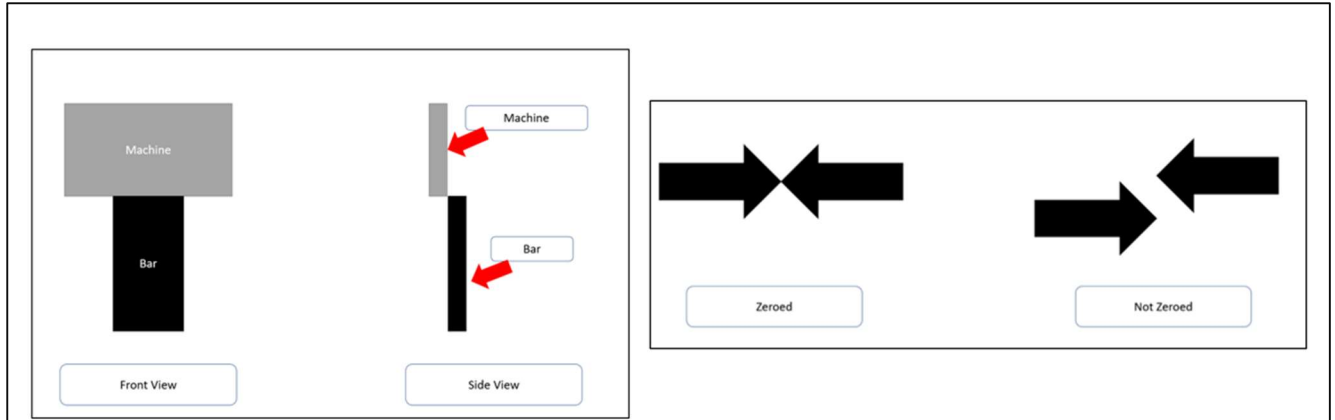 Machine
Bar
Front View
Machine
Bar
Side View
Zeroed
Not Zeroed